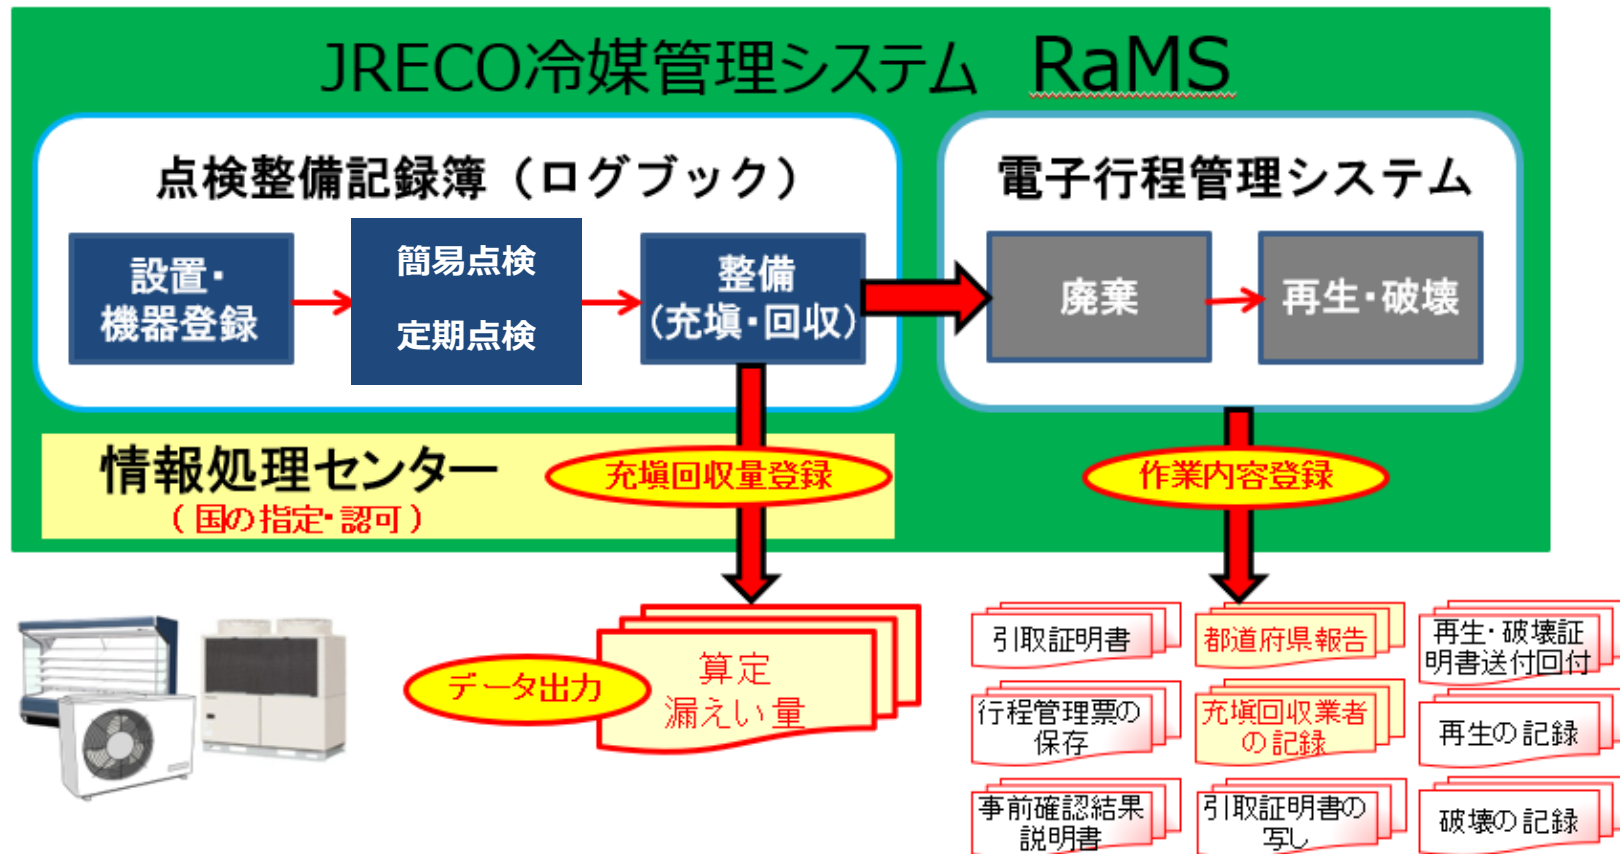 JRECO冷媒管理システム RaMS
点検整備記録簿（ログブック）
設置・
機器登録
簡易点検
定期点検
整備
(充塡・回収)
電子行程管理システム
廃棄
再生・破壊
情報処理センター
（国の指定・認可）
充塡回収量登録
作業内容登録
データ出力
算定
漏えい量
引取証明書
都道府県報告
再生・破壊証
明書送付回付
行程管理票の
保存
充塡回収業者
の記録
再生の記録
事前確認結果
説明書
引取証明書の
写し
破壊の記録